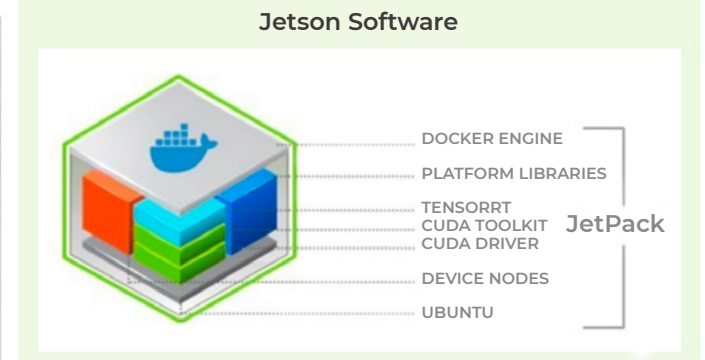 Jetson Software
DOCKER ENGINE
PLATFORM LIBRARIES
TENSORRT
CUDA TOOLKIT
CUDA DRIVER
JetPack
DEVICE NODES
UBUNTU